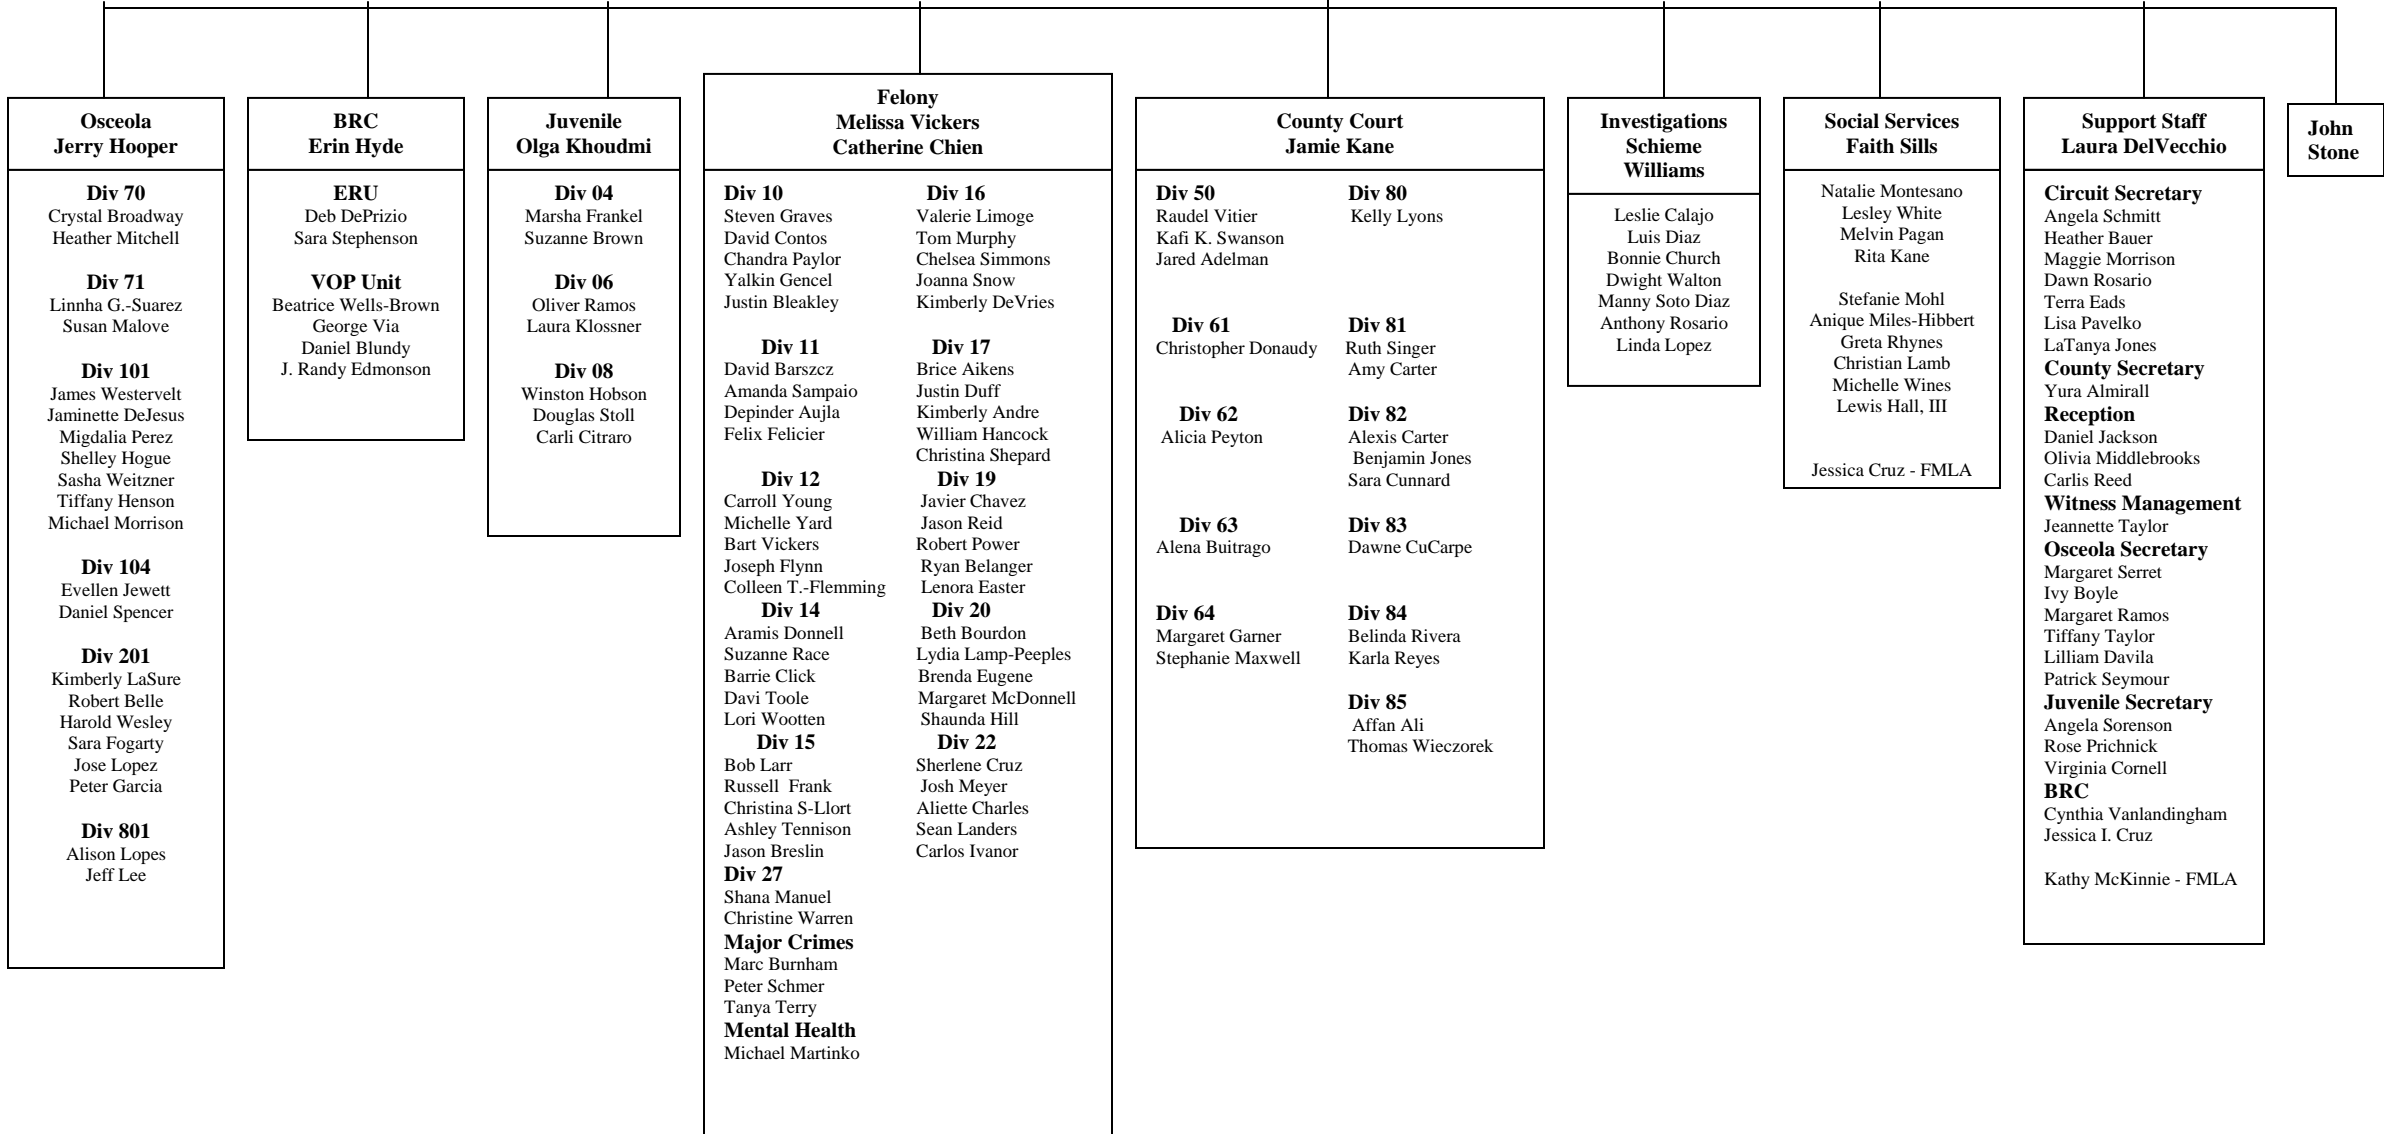 Osceola
Jerry Hooper
Div 70
Crystal Broadway
Heather Mitchell
Div 71
Linnha G.-Suarez
Susan Malove
Div 101
James Westervelt
Jaminette DeJesus
Migdalia Perez
Shelley Hogue
Sasha Weitzner
Tiffany Henson
Michael Morrison
Div 104
Evellen Jewett
Daniel Spencer
Div 201
Kimberly LaSure
Robert Belle
Harold Wesley
Sara Fogarty
Jose Lopez
Peter Garcia
Div 801
Alison Lopes
Jeff Lee
BRC
Erin Hyde
ERU
Deb DePrizio
Sara Stephenson
VOP Unit
Beatrice Wells-Brown
George Via
Daniel Blundy
J. Randy Edmonson
Juvenile
Olga Khoudmi
Div 04
Marsha Frankel
Suzanne Brown
Div 06
Oliver Ramos
Laura Klossner
Div 08
Winston Hobson
Douglas Stoll
Carli Citraro
Felony
Melissa Vickers
Catherine Chien
Div 10
Steven Graves
David Contos
Chandra Paylor
Yalkin Gencel
Justin Bleakley
Div 11
David Barszcz
Amanda Sampaio
Depinder Aujla
Felix Felicier
Div 12
Carroll Young
Michelle Yard
Bart Vickers
Joseph Flynn
Colleen T.-Flemming
Div 14
Aramis Donnell
Suzanne Race
Barrie Click
Davi Toole
Lori Wootten
Div 15
Bob Larr
Russell Frank
Christina S-Llort
Ashley Tennison
Jason Breslin
Div 27
Shana Manuel
Christine Warren
Major Crimes
Marc Burnham
Peter Schmer
Tanya Terry
Mental Health
Michael Martinko
Div 16
Valerie Limoge
Tom Murphy
Chelsea Simmons
Joanna Snow
Kimberly DeVries
Div 17
Brice Aikens
Justin Duff
Kimberly Andre
William Hancock
Christina Shepard
Div 19
Javier Chavez
Jason Reid
Robert Power
Ryan Belanger
Lenora Easter
Div 20
Beth Bourdon
Lydia Lamp-Peeples
Brenda Eugene
Margaret McDonnell
Shaunda Hill
Div 22
Sherlene Cruz
Josh Meyer
Aliette Charles
Sean Landers
Carlos Ivanor
County Court
Jamie Kane
Div 50
Raudel Vitier
Kafi K. Swanson
Jared Adelman
Div 61
Christopher Donaudy
Div 62
Alicia Peyton
Div 63
Alena Buitrago
Div 64
Margaret Garner
Stephanie Maxwell
Div 80
Kelly Lyons
Div 81
Ruth Singer
Amy Carter
Div 82
Alexis Carter
Benjamin Jones
Sara Cunnard
Div 83
Dawne CuCarpe
Div 84
Belinda Rivera
Karla Reyes
Div 85
Affan Ali
Thomas Wieczorek
Investigations
Schieme
Williams
Leslie Calajo
Luis Diaz
Bonnie Church
Dwight Walton
Manny Soto Diaz
Anthony Rosario
Linda Lopez
Social Services
Faith Sills
Natalie Montesano
Lesley White
Melvin Pagan
Rita Kane
Stefanie Mohl
Anique Miles-Hibbert
Greta Rhynes
Christian Lamb
Michelle Wines
Lewis Hall, III
Jessica Cruz - FMLA
Support Staff
Laura DelVecchio
Circuit Secretary
Angela Schmitt
Heather Bauer
Maggie Morrison
Dawn Rosario
Terra Eads
Lisa Pavelko
LaTanya Jones
County Secretary
Yura Almirall
Reception
Daniel Jackson
Olivia Middlebrooks
Carlis Reed
Witness Management
Jeannette Taylor
Osceola Secretary
Margaret Serret
Ivy Boyle
Margaret Ramos
Tiffany Taylor
Lilliam Davila
Patrick Seymour
Juvenile Secretary
Angela Sorenson
Rose Prichnick
Virginia Cornell
BRC
Cynthia Vanlandingham
Jessica I. Cruz
Kathy McKinnie - FMLA
John
Stone